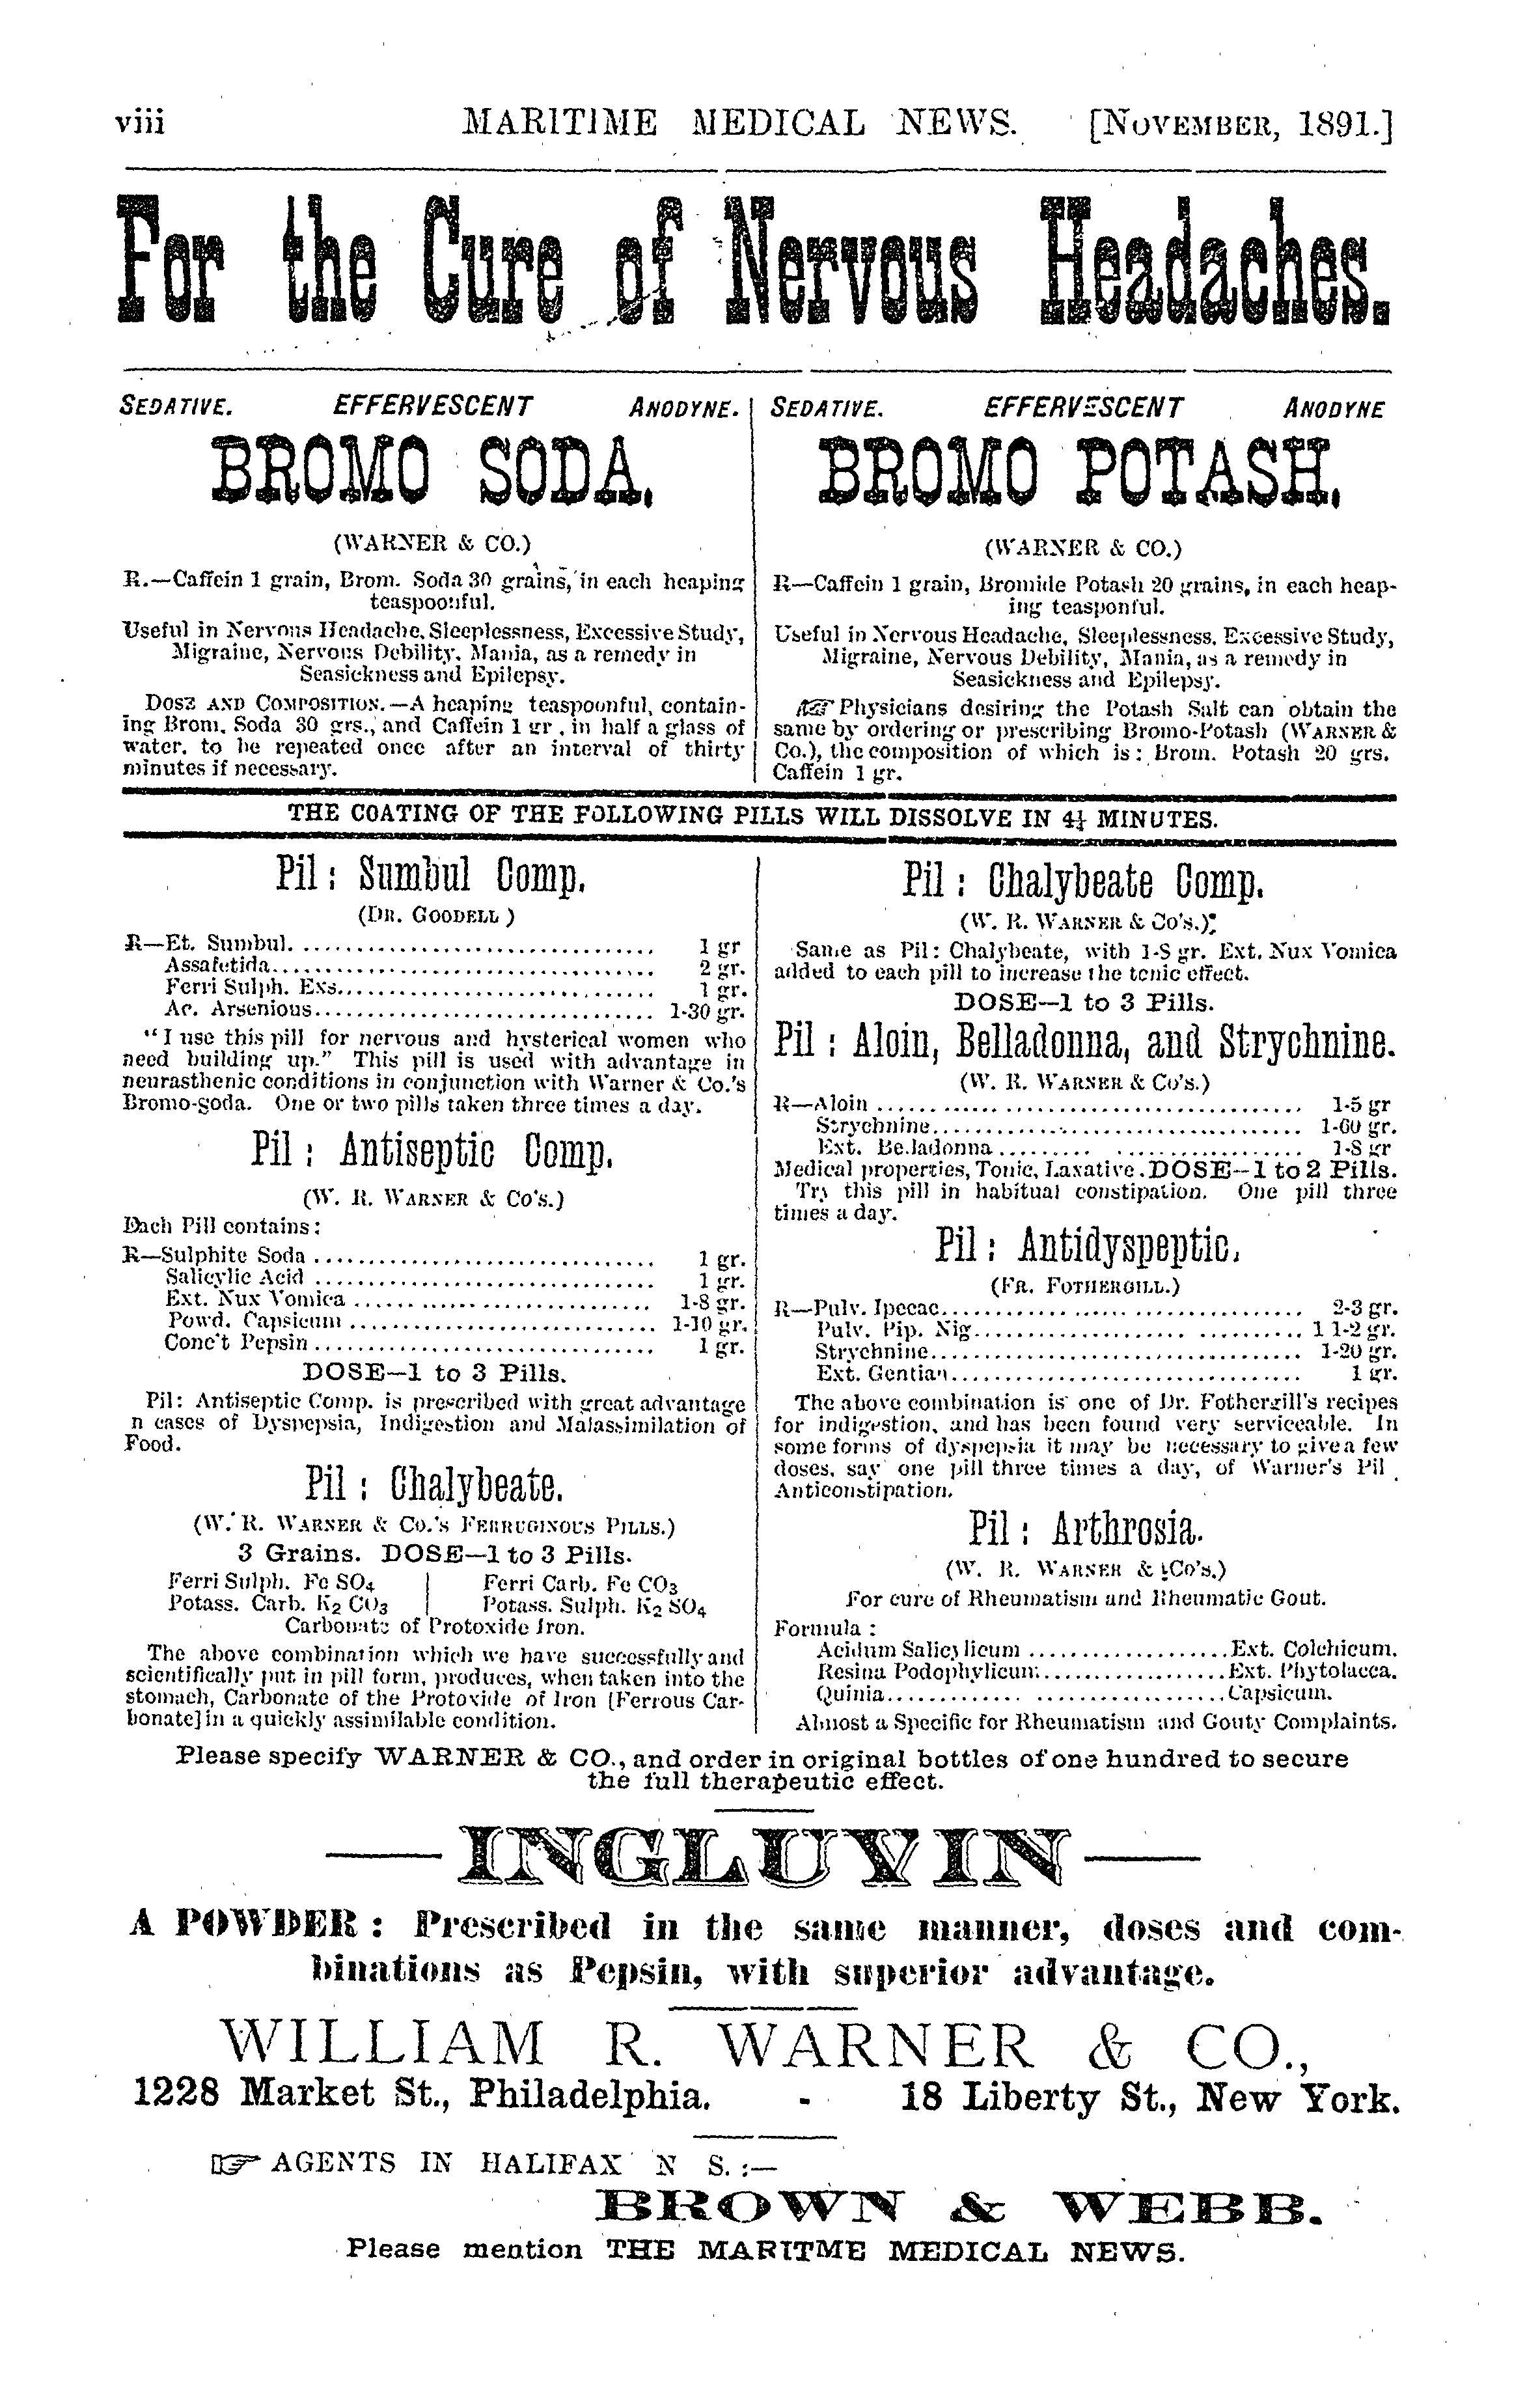 viii MARITIME MEDICAL NEWS. [NOVEMBER, 1891.]
For the Cure of Nervous Headaches.
SEDATIVE. EFFERVESCENT ANODYNE.
BROMO SODA,
(WARNER & CO.)
R.—Caffein 1 grain, Brom. Soda 30 grains, in each heaping
teaspoonful.
Useful in Nervous Headache, Sleeplessness, Excessive Study,
Migraine, Nervous Debility, Mania, as a remedy in
Seasickness and Epilepsy.
DOSE AND COMPOSITION.—A heaping teaspoonful, contain-
ing Brom. Soda 30 grs., and Caffein 1 gr. in half a glass of
water, to be repeated once after an interval of thirty
minutes if necessary.
SEDATIVE. EFFERVESCENT ANODYNE
BROMO POTASH,
(WARNER & CO.)
R—Caffein 1 grain, Bromide Potash 20 grains, in each heap-
ing teasponful.
Useful in Nervous Headache, Sleeplessness, Excessive Study,
Migraine, Nervous Debility, Mania, as a remedy in
Seasickness and Epilepsy.
☞Physicians desiring the Potash Salt can obtain the
same by ordering or prescribing Bromo-Potash (WARNER &
Co.), the composition of which is: Brom. Potash 20 grs.
Caffein 1 gr.
THE COATING OF THE FOLLOWING PILLS WILL DISSOLVE IN 4½ MINUTES.
Pil: Sumbul Comp.
(DR. GOODELL)
R—Et. Sumbul. .......... 1 gr
Assafetida.......... 2 gr.
Ferri Sulph. Exs.......... 1 gr.
Ac. Arsenious.......... 1-30 gr.
"I use this pill for nervous and hysterical women who
need building up." This pill is used with advantage in
neurasthenic conditions in conjunction with Warner & Co.'s
Bromo-soda. One or two pills taken three times a day.
Pil: Antiseptic Comp.
(W. R. WARNER & Co's.)
Each Pill contains:
R—Sulphite Soda .......... 1 gr.
Salicylic Acid .......... 1 gr.
Ext. Nux Vomica .......... 1-8 gr.
Powd. Capsicum .......... 1-10 gr.
Conc't Pepsin .......... 1 gr.
DOSE—1 to 3 Pills.
Pil: Antiseptic Comp. is prescribed with great advantage
n cases of Dyspepsia, Indigestion and Malassimilation of
Food.
Pil: Chalybeate.
(W. R. WARNER & Co.'s FERRUGINOUS PILLS.)
3 Grains. DOSE—1 to 3 Pills.
Ferri Sulph. Fe SO4 | Ferri Carb. Fe CO3
Potass. Carb. K2 CO3 | Potass. Sulph. K2 SO4
Carbonate of Protoxide Iron.
The above combination which we have successfully and
scientifically put in pill form, produces, when taken into the
stomach, Carbonate of the Protoxide of Iron [Ferrous Car-
bonate] in a quickly assimilable condition.
Pil: Chalybeate Comp.
(W. R. WARNER & Co's.)
Same as Pil: Chalybeate, with 1-8 gr. Ext. Nux Vomica
added to each pill to increase the tonic effect.
DOSE—1 to 3 Pills.
Pil: Aloin, Belladonna, and Strychnine.
(W. R. WARNER & Co's.)
R—Aloin .......... 1-5 gr
Strychnine.......... 1-60 gr.
Ext. Belladonna.......... 1-8 gr
Medical properties, Tonic, Laxative. DOSE—1 to 2 Pills.
Try this pill in habitual constipation. One pill three
times a day.
Pil: Antidyspeptic.
(FR. FOTHERGILL.)
R—Pulv. Ipecac.......... 2-3 gr.
Pulv. Pip. Nig.......... 1 1-2 gr.
Strychnine.......... 1-20 gr.
Ext. Gentian.......... 1 gr.
The above combination is one of Dr. Fothergill's recipes
for indigestion, and has been found very serviceable. In
some forms of dyspepsia it may be necessary to give a few
doses, say one pill three times a day, of Warner's Pil
Anticonstipation.
Pil: Arthrosia.
(W. R. WARNER & Co's.)
For cure of Rheumatism and Rheumatic Gout.
Formula:
Acidum Salicylicum ..........Ext. Colchicum.
Resina Podophylicum..........Ext. Phytolacca.
Quinia..........Capsicum.
Almost a Specific for Rheumatism and Gouty Complaints.
Please specify WARNER & CO., and order in original bottles of one hundred to secure
the full therapeutic effect.
—INGLUVIN—
A POWDER: Prescribed in the same manner, doses and com-
binations as Pepsin, with superior advantage.
WILLIAM R. WARNER & CO.,
1228 Market St., Philadelphia. - 18 Liberty St., New York.
☞ AGENTS IN HALIFAX N S.:—
BROWN & WEBB.
Please mention THE MARITME MEDICAL NEWS.